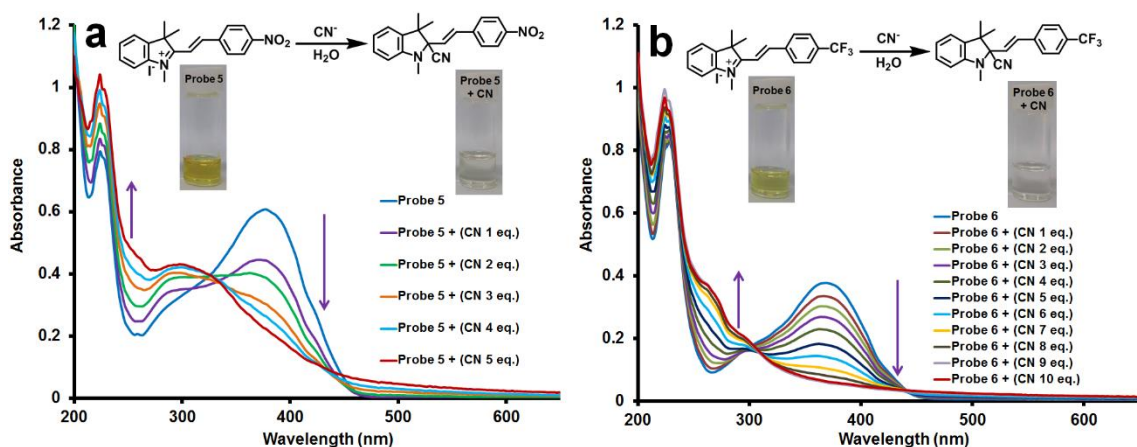 a
NO₂
CN⁻
H₂O
NO₂
N⁺
I⁻
CH₃
N
CN
CH₃
Probe 5
Probe 5
+ CN
Absorbance
1.2
1
0.8
0.6
0.4
0.2
0
Probe 5
Probe 5 + (CN 1 eq.)
Probe 5 + (CN 2 eq.)
Probe 5 + (CN 3 eq.)
Probe 5 + (CN 4 eq.)
Probe 5 + (CN 5 eq.)
200 300 400 500 600
Wavelength (nm)
b
CF₃
CN⁻
H₂O
CF₃
N⁺
I⁻
CH₃
N
CN
CH₃
Probe 6
Probe 6
+ CN
Absorbance
1.2
1
0.8
0.6
0.4
0.2
0
Probe 6
Probe 6 + (CN 1 eq.)
Probe 6 + (CN 2 eq.)
Probe 6 + (CN 3 eq.)
Probe 6 + (CN 4 eq.)
Probe 6 + (CN 5 eq.)
Probe 6 + (CN 6 eq.)
Probe 6 + (CN 7 eq.)
Probe 6 + (CN 8 eq.)
Probe 6 + (CN 9 eq.)
Probe 6 + (CN 10 eq.)
200 300 400 500 600
Wavelength (nm)